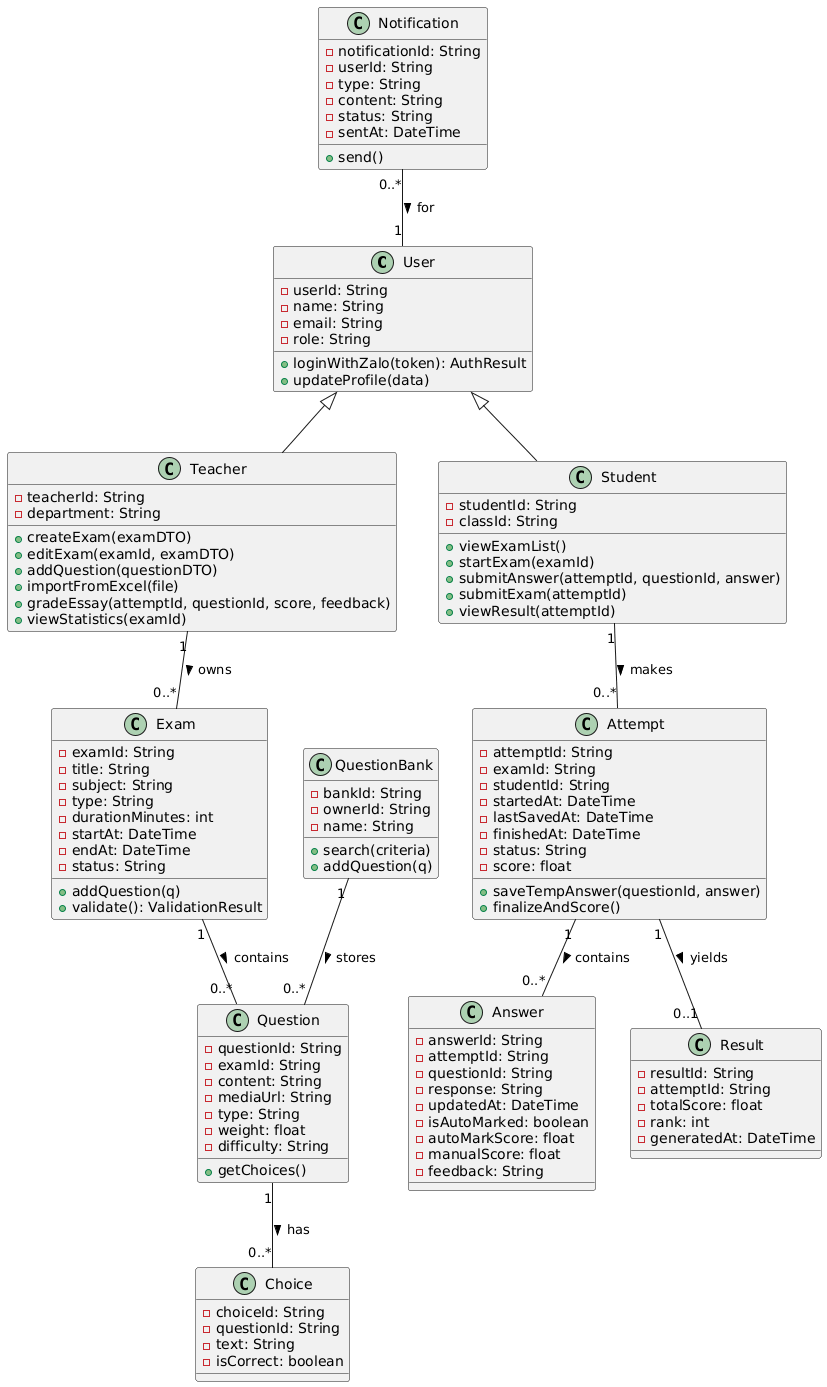 Notification
notificationId: String
userId: String
type: String
content: String
status: String
sentAt: DateTime
send()
0..*
for
1
User
userId: String
name: String
email: String
role: String
loginWithZalo(token): AuthResult
updateProfile(data)
Teacher
teacherId: String
department: String
createExam(examDTO)
editExam(examId, examDTO)
addQuestion(questionDTO)
importFromExcel(file)
gradeEssay(attemptId, questionId, score, feedback)
viewStatistics(examId)
Student
studentId: String
classId: String
viewExamList()
startExam(examId)
submitAnswer(attemptId, questionId, answer)
submitExam(attemptId)
viewResult(attemptId)
1
owns
0..*
1
makes
0..*
Exam
examId: String
title: String
subject: String
type: String
durationMinutes: int
startAt: DateTime
endAt: DateTime
status: String
addQuestion(q)
validate(): ValidationResult
QuestionBank
bankId: String
ownerId: String
name: String
search(criteria)
addQuestion(q)
Attempt
attemptId: String
examId: String
studentId: String
startedAt: DateTime
lastSavedAt: DateTime
finishedAt: DateTime
status: String
score: float
saveTempAnswer(questionId, answer)
finalizeAndScore()
1
contains
0..*
1
stores
0..*
1
contains
0..*
1
yields
0..1
Question
questionId: String
examId: String
content: String
mediaUrl: String
type: String
weight: float
difficulty: String
getChoices()
Answer
answerId: String
attemptId: String
questionId: String
response: String
updatedAt: DateTime
isAutoMarked: boolean
autoMarkScore: float
manualScore: float
feedback: String
Result
resultId: String
attemptId: String
totalScore: float
rank: int
generatedAt: DateTime
1
has
0..*
Choice
choiceId: String
questionId: String
text: String
isCorrect: boolean